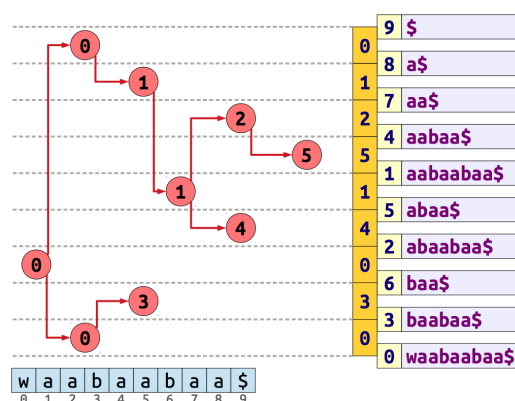 9 $
0 0
8 a$
1 1
7 aa$
2 2
4 aabaa$
5 5
1 aabaabaa$
1 1
5 abaa$
4 4
2 abaabaa$
0 0
6 baa$
3 3
3 baabaa$
0 0
0 waabaabaa$
w a a b a a b a a $
0 1 2 3 4 5 6 7 8 9